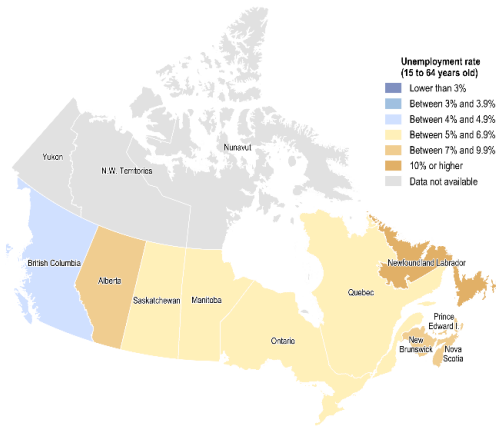 Unemployment rate
(15 to 64 years old)
Lower than 3%
Between 3% and 3.9%
Between 4% and 4.9%
Between 5% and 6.9%
Between 7% and 9.9%
10% or higher
Data not available
Yukon
N.W. Territories
Nunavut
British Columbia
Alberta
Saskatchewan
Manitoba
Ontario
Quebec
Newfoundland Labrador
Prince
Edward I.
New
Brunswick
Nova
Scotia